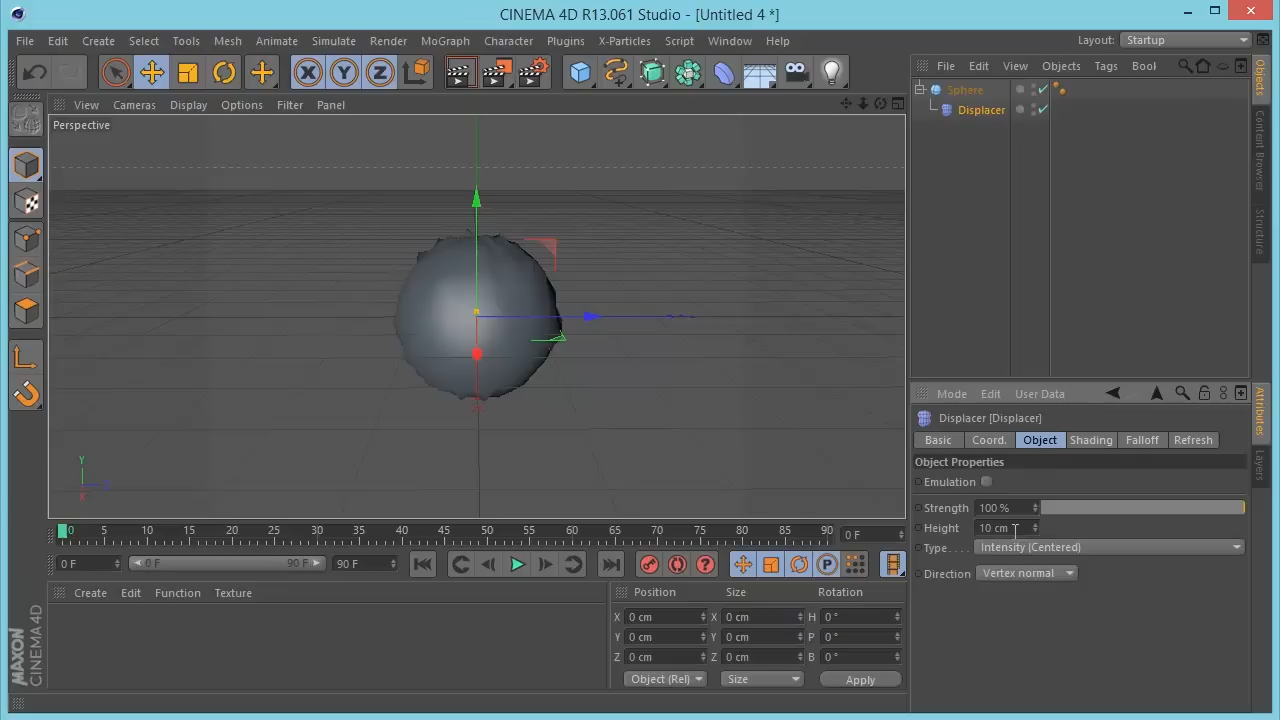 CINEMA 4D R13.061 Studio - [Untitled 4 *]
File Edit Create Select Tools Mesh Animate Simulate Render MoGraph Character Plugins X-Particles Script Window Help
Layout: Startup
View Cameras Display Options Filter Panel
File Edit View Objects Tags Bool
Perspective
Sphere
Displacer
Objects
Content Browser
Structure
X Y Z
Y
X
Mode Edit User Data
Displacer [Displacer]
Basic Coord. Object Shading Falloff Refresh
Object Properties
Emulation
Strength 100 %
Height 10 cm
Type . . . . Intensity (Centered)
Direction Vertex normal
Attributes
Layers
0 5 10 15 20 25 30 35 40 45 50 55 60 65 70 75 80 85 90 0 F
0 F 0 F 90 F 90 F
Create Edit Function Texture
Position Size Rotation
X 0 cm X 0 cm H 0 °
Y 0 cm Y 0 cm P 0 °
Z 0 cm Z 0 cm B 0 °
Object (Rel) Size Apply
MAXON
CINEMA 4D